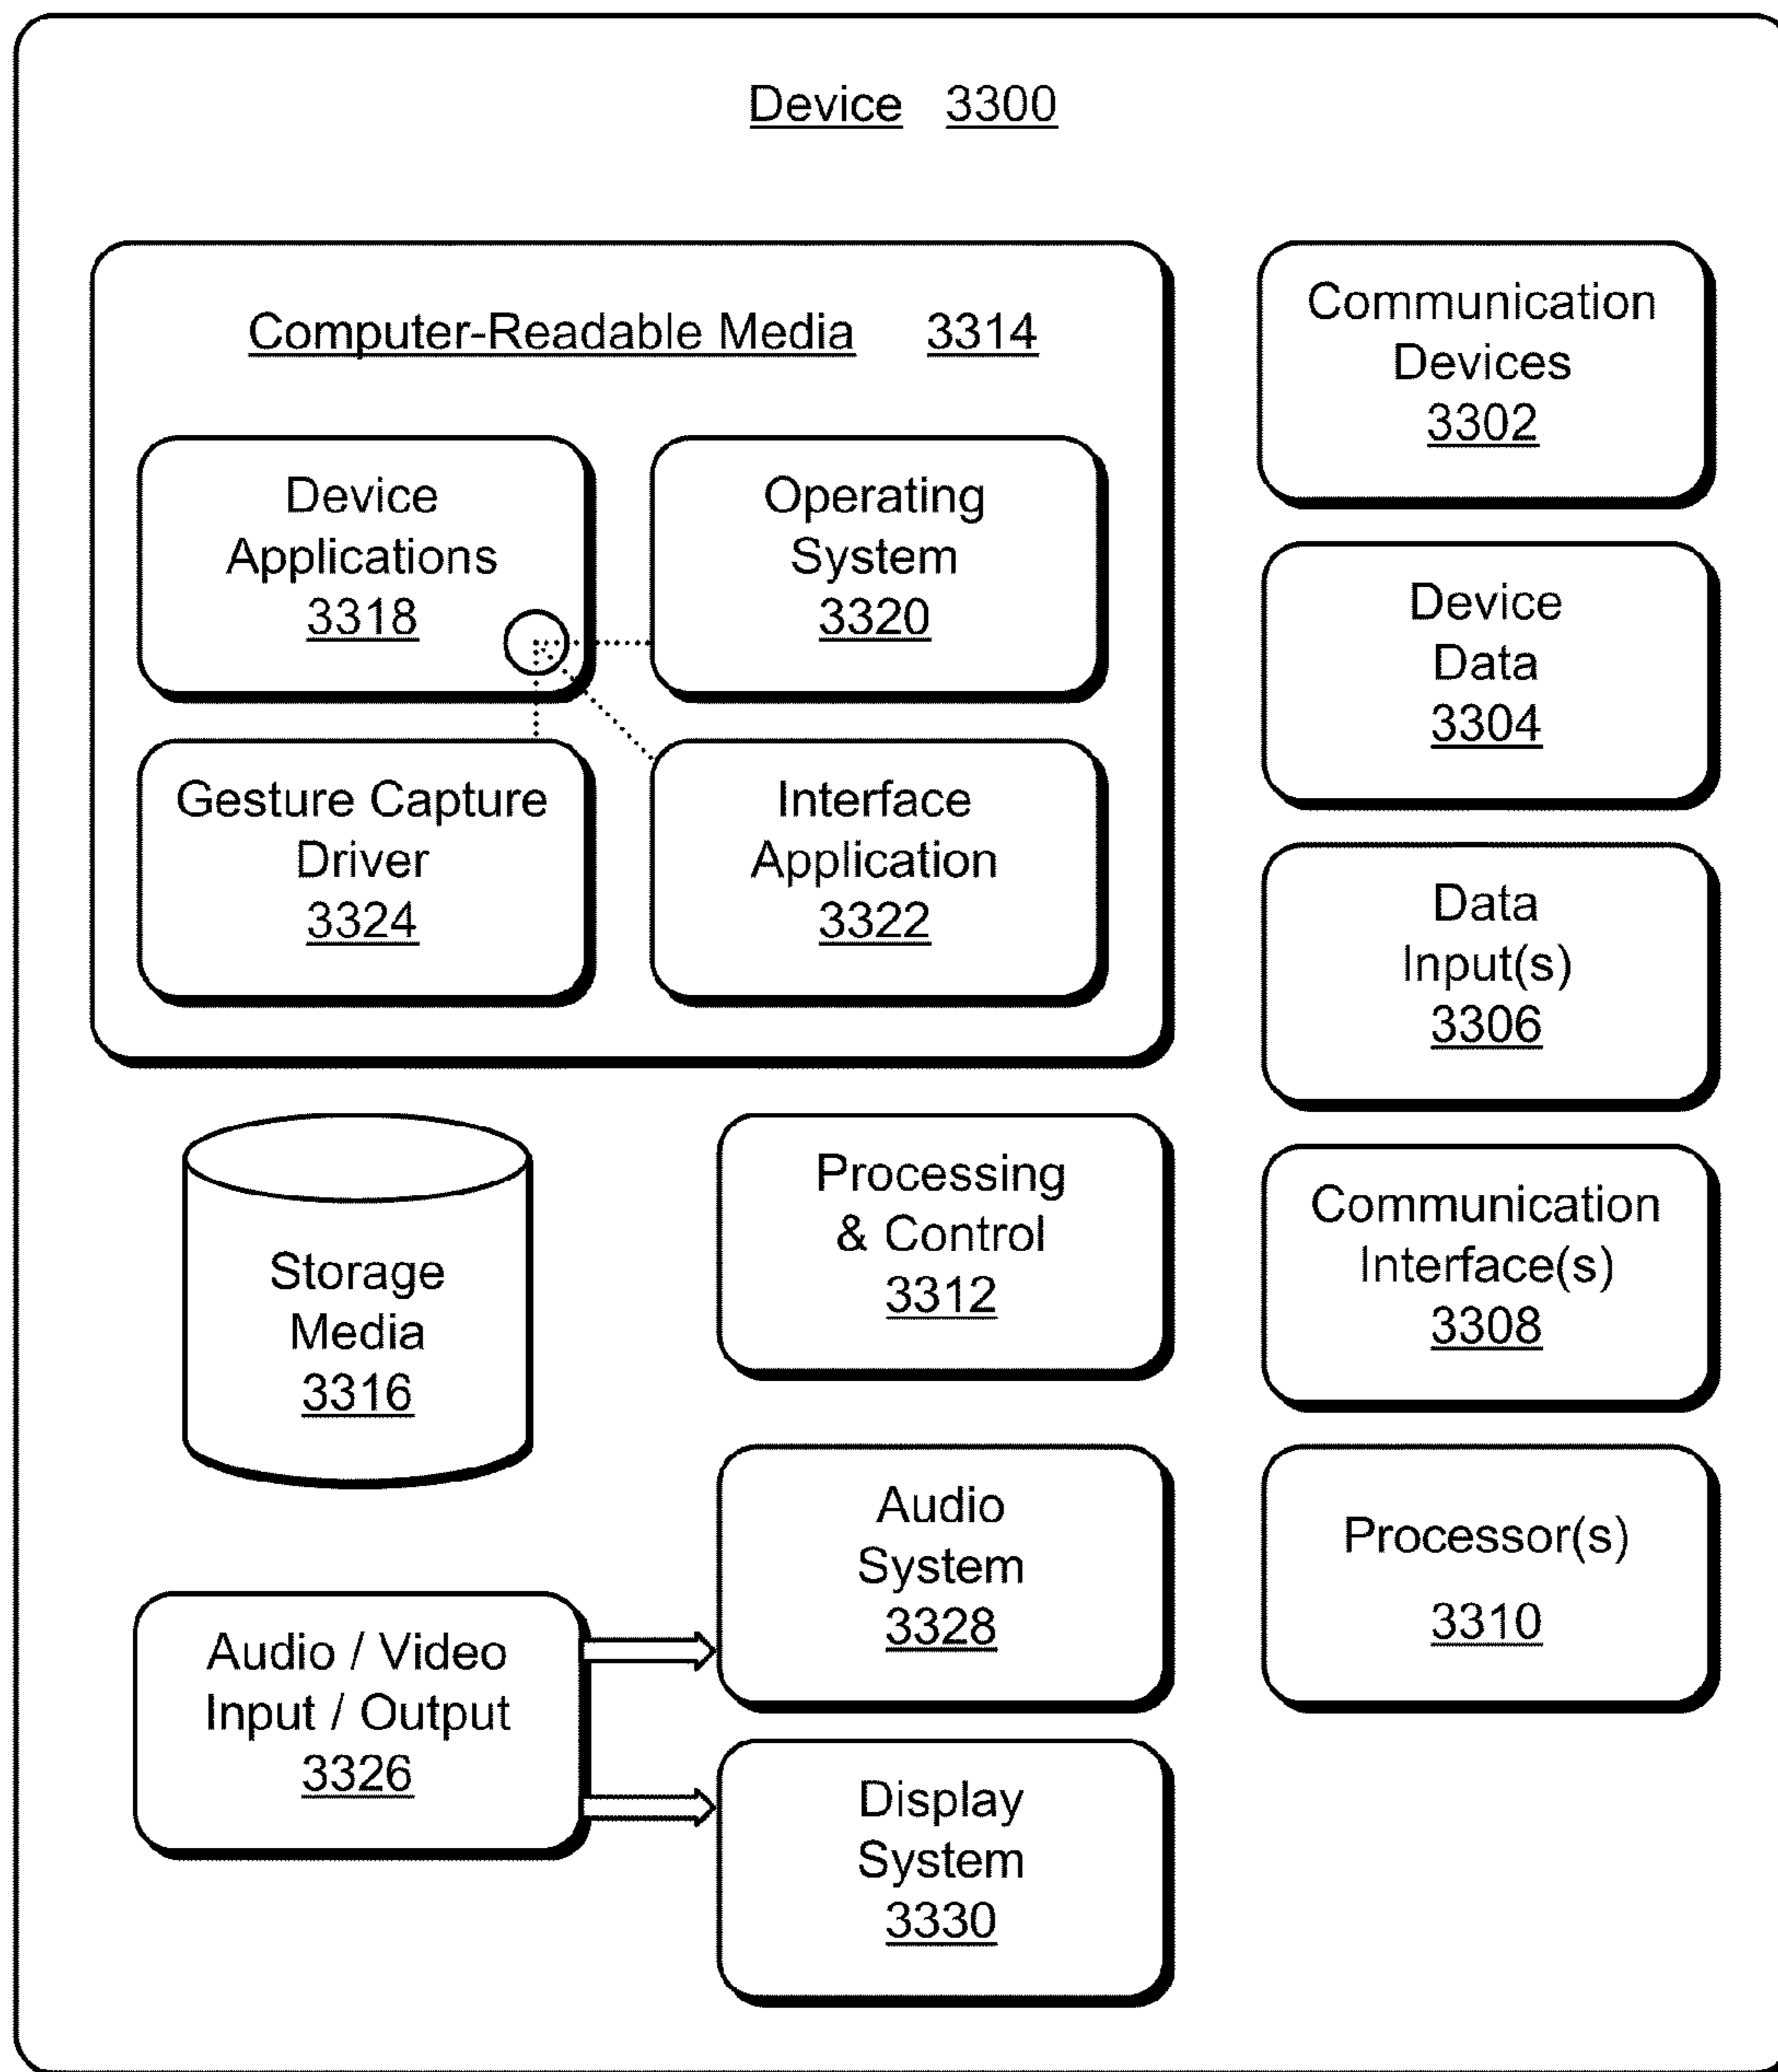 Device 3300
Computer-Readable Media 3314
Device
Applications
3318
Operating
System
3320
Gesture Capture
Driver
3324
Interface
Application
3322
Communication
Devices
3302
Device
Data
3304
Data
Input(s)
3306
Communication
Interface(s)
3308
Processor(s)
3310
Storage
Media
3316
Processing
& Control
3312
Audio / Video
Input / Output
3326
Audio
System
3328
Display
System
3330